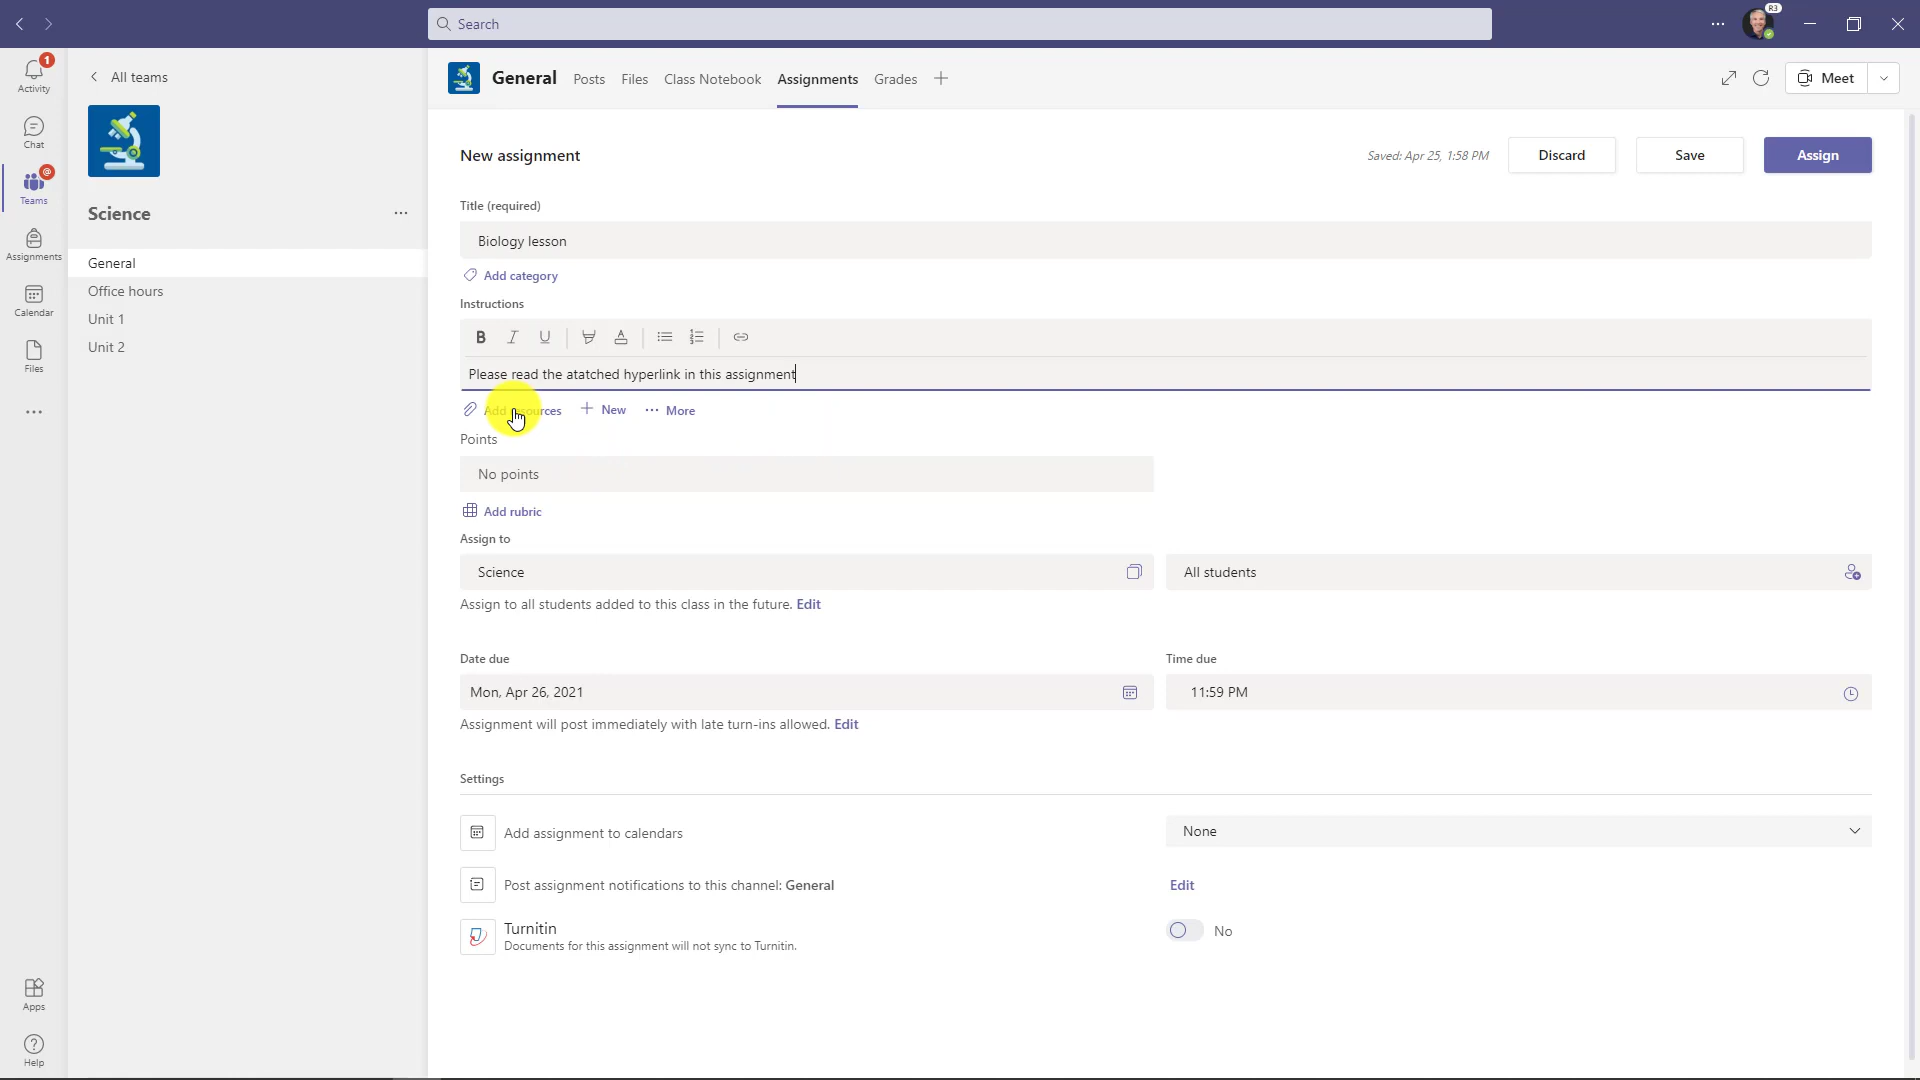 Search
R3
1
Activity
Chat
@
Teams
Assignments
Calendar
Files
Apps
Help
All teams
Science
General
Office hours
Unit 1
Unit 2
General Posts Files Class Notebook Assignments Grades
Meet
New assignment
Saved: Apr 25, 1:58 PM
Discard
Save
Assign
Title (required)
Biology lesson
Add category
Instructions
B I U A
Please read the atatched hyperlink in this assignment
Add resources New More
Points
No points
Add rubric
Assign to
Science
All students
Assign to all students added to this class in the future. Edit
Date due
Time due
Mon, Apr 26, 2021
11:59 PM
Assignment will post immediately with late turn-ins allowed. Edit
Settings
Add assignment to calendars
None
Post assignment notifications to this channel: General
Edit
Turnitin
Documents for this assignment will not sync to Turnitin.
No